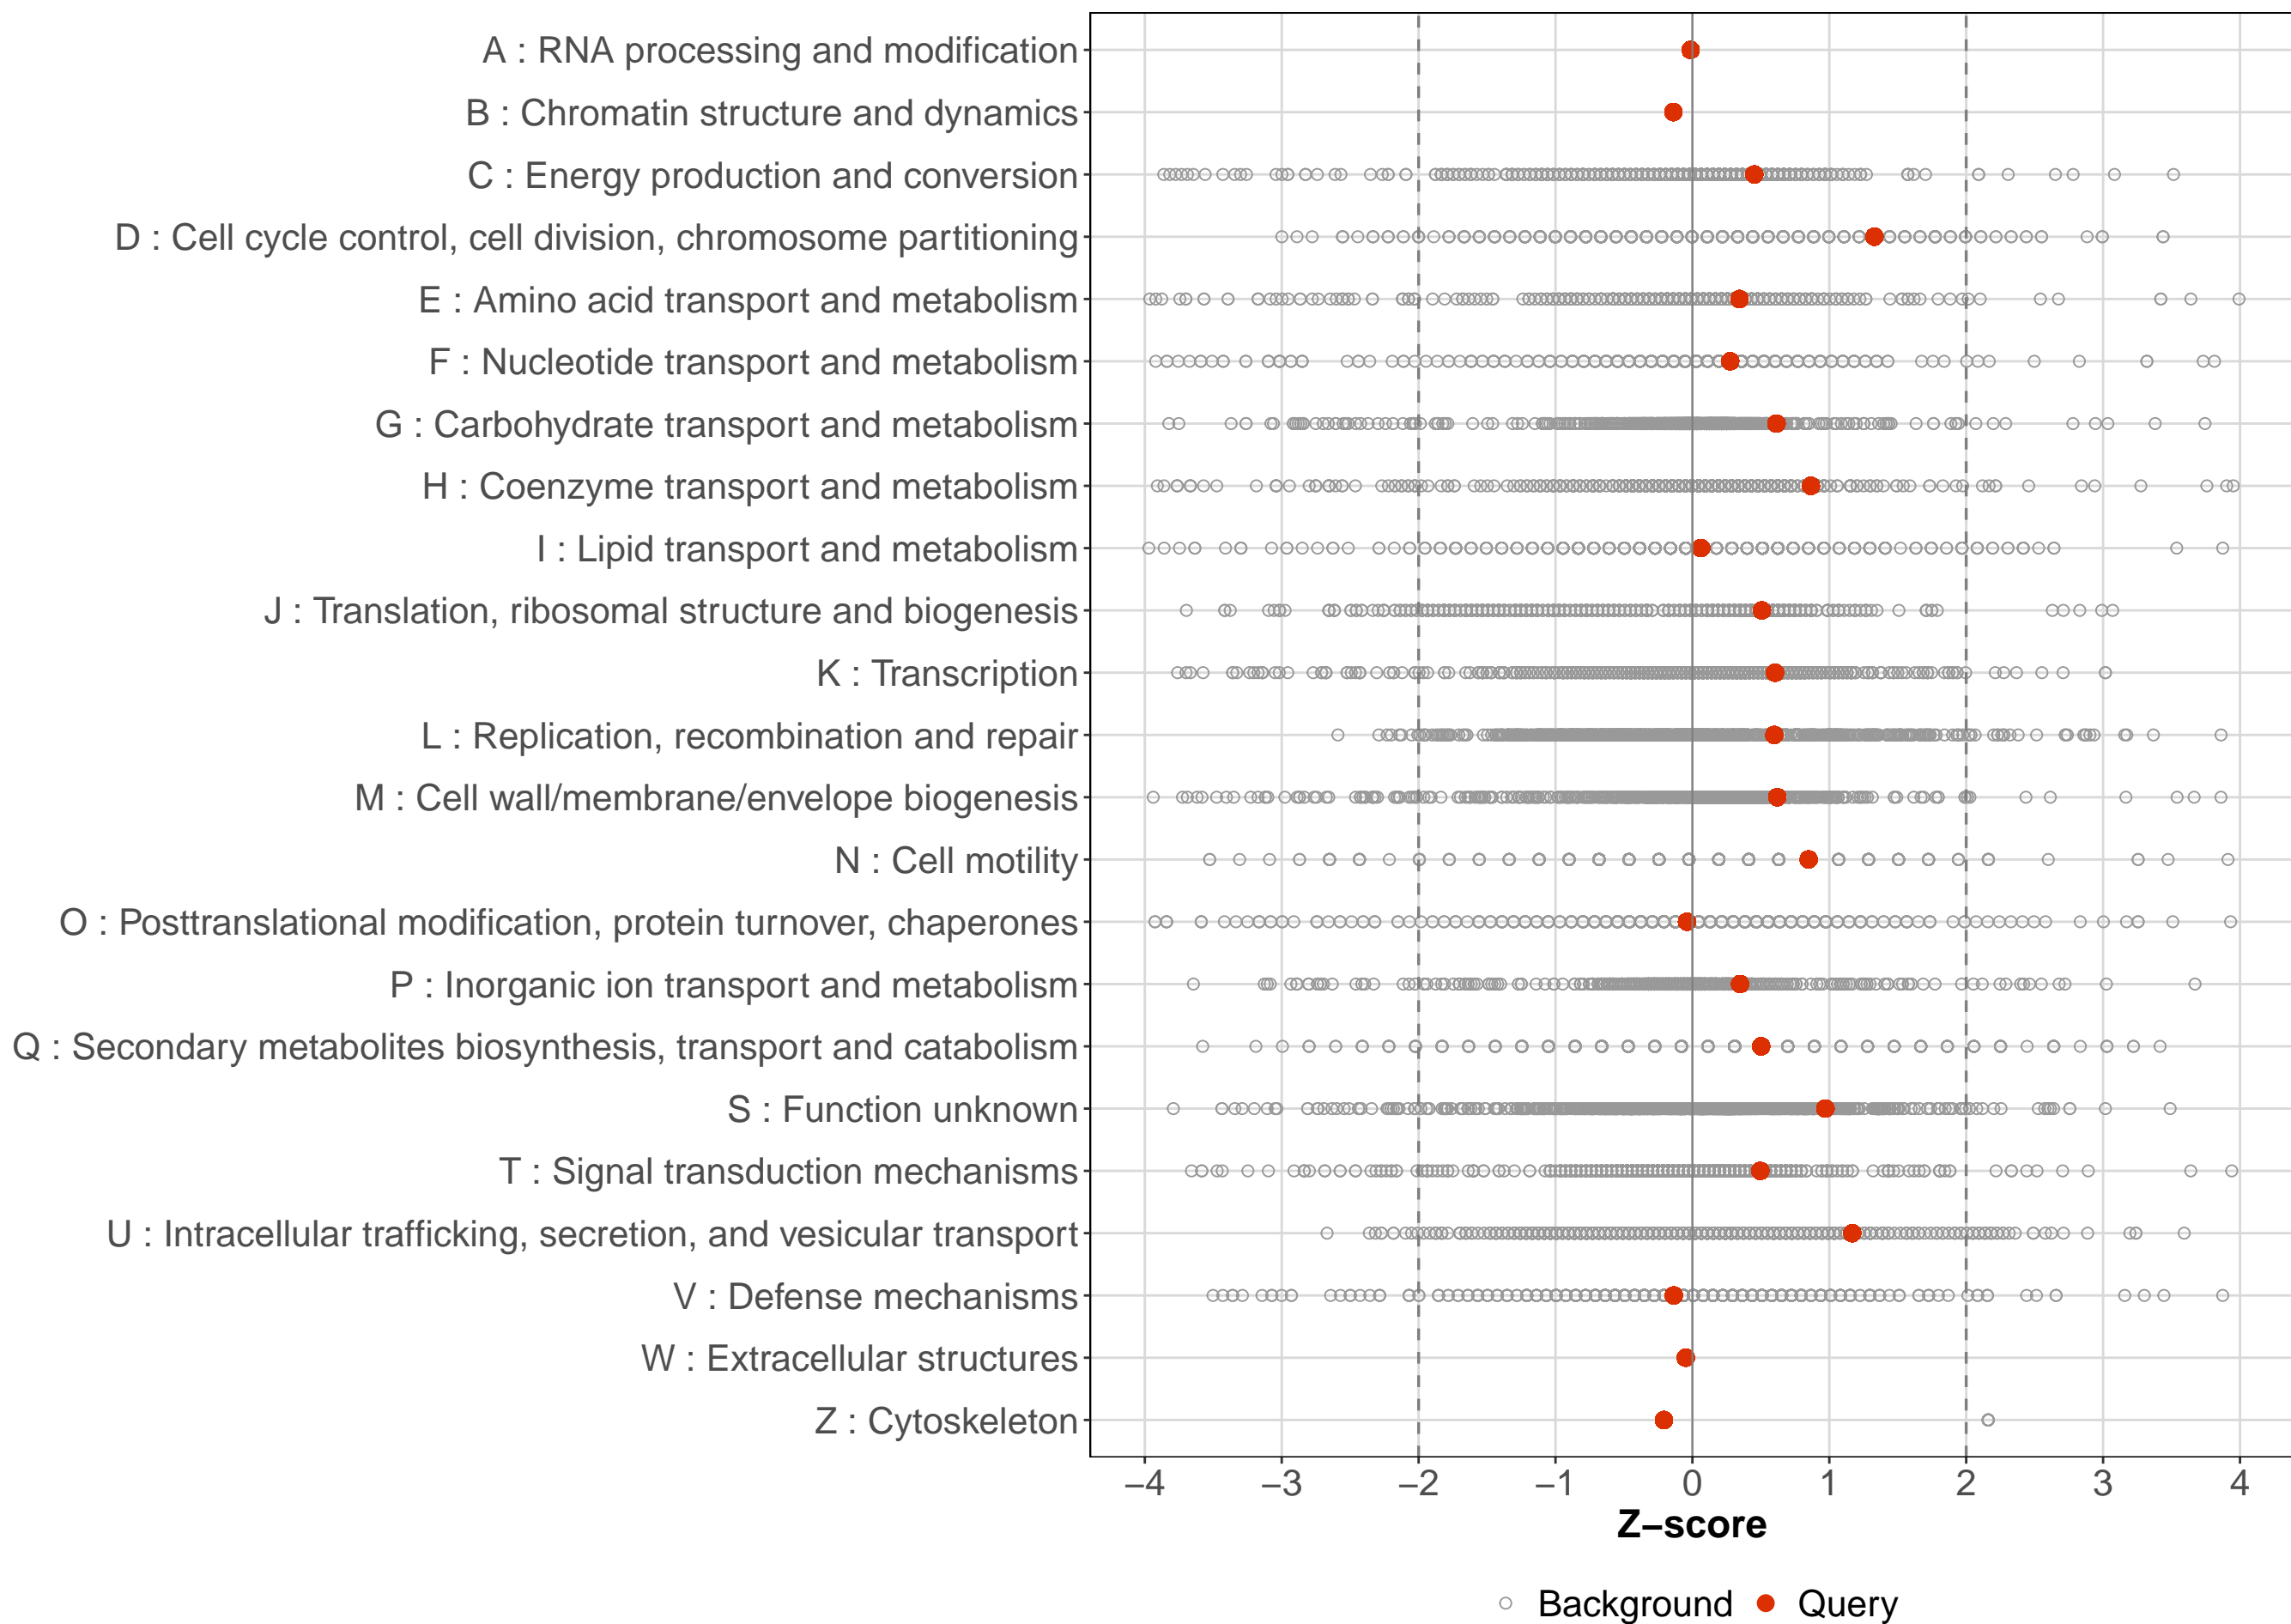 A : RNA processing and modification
B : Chromatin structure and dynamics
C : Energy production and conversion
D : Cell cycle control, cell division, chromosome partitioning
E : Amino acid transport and metabolism
F : Nucleotide transport and metabolism
G : Carbohydrate transport and metabolism
H : Coenzyme transport and metabolism
I : Lipid transport and metabolism
J : Translation, ribosomal structure and biogenesis
K : Transcription
L : Replication, recombination and repair
M : Cell wall/membrane/envelope biogenesis
N : Cell motility
O : Posttranslational modification, protein turnover, chaperones
P : Inorganic ion transport and metabolism
Q : Secondary metabolites biosynthesis, transport and catabolism
S : Function unknown
T : Signal transduction mechanisms
U : Intracellular trafficking, secretion, and vesicular transport
V : Defense mechanisms
W : Extracellular structures
Z : Cytoskeleton
−4 −3 −2 −1 0 1 2 3 4
Z−score
Background Query